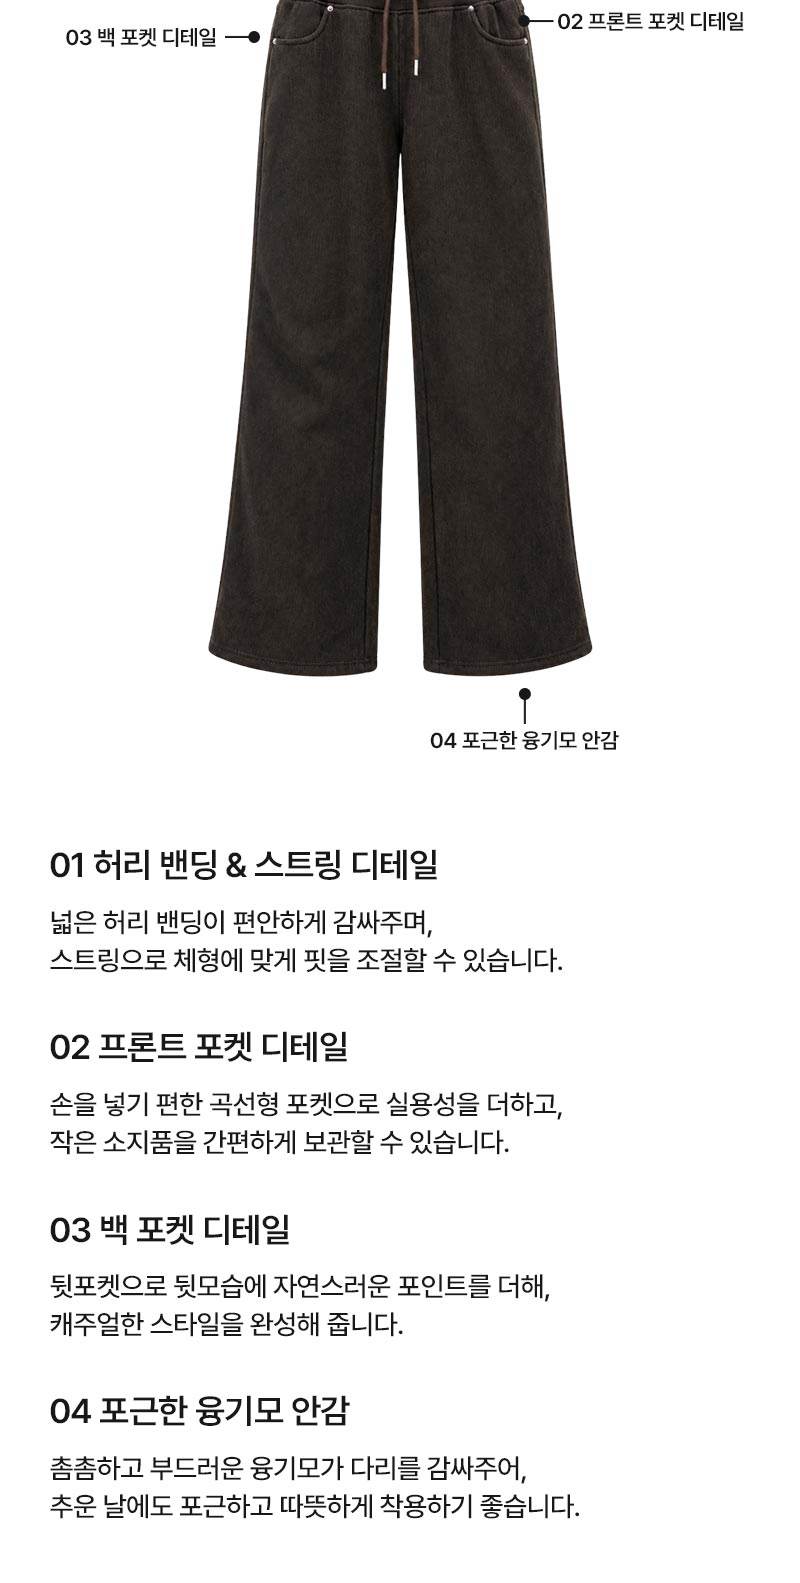 03 백 포켓 디테일
02 프론트 포켓 디테일
04 포근한 융기모 안감
01 허리 밴딩 & 스트링 디테일
넓은 허리 밴딩이 편안하게 감싸주며,
스트링으로 체형에 맞게 핏을 조절할 수 있습니다.
02 프론트 포켓 디테일
손을 넣기 편한 곡선형 포켓으로 실용성을 더하고,
작은 소지품을 간편하게 보관할 수 있습니다.
03 백 포켓 디테일
뒷포켓으로 뒷모습에 자연스러운 포인트를 더해,
캐주얼한 스타일을 완성해 줍니다.
04 포근한 융기모 안감
촘촘하고 부드러운 융기모가 다리를 감싸주어,
추운 날에도 포근하고 따뜻하게 착용하기 좋습니다.